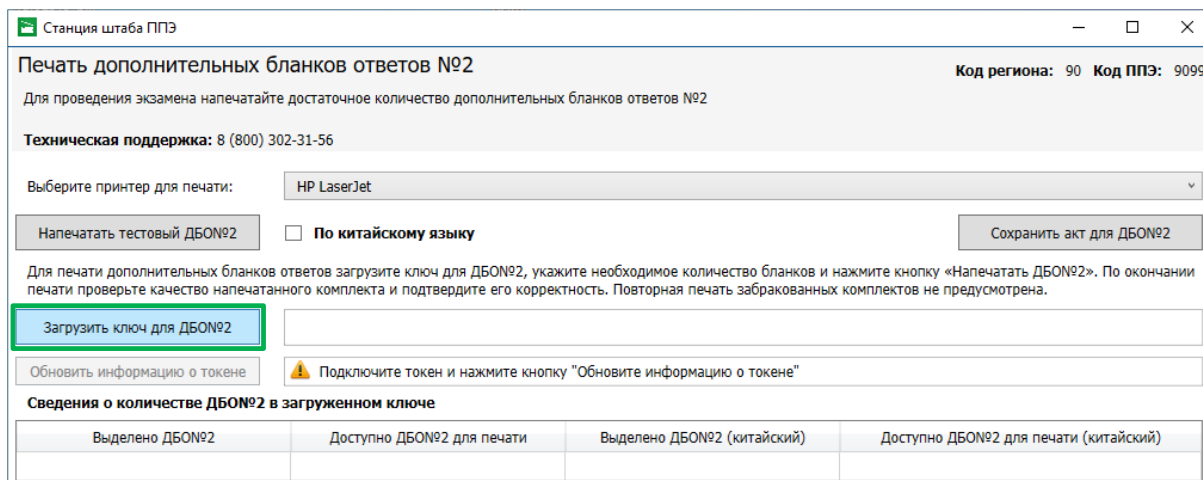 Станция штаба ППЭ
Печать дополнительных бланков ответов №2
Код региона: 90 Код ППЭ: 9099
Для проведения экзамена напечатайте достаточное количество дополнительных бланков ответов №2
Техническая поддержка: 8 (800) 302-31-56
Выберите принтер для печати: HP LaserJet
Напечатать тестовый ДБО№2 По китайскому языку Сохранить акт для ДБО№2
Для печати дополнительных бланков ответов загрузите ключ для ДБО№2, укажите необходимое количество бланков и нажмите кнопку «Напечатать ДБО№2». По окончании
печати проверьте качество напечатанного комплекта и подтвердите его корректность. Повторная печать забракованных комплектов не предусмотрена.
Загрузить ключ для ДБО№2
Обновить информацию о токене Подключите токен и нажмите кнопку "Обновите информацию о токене"
Сведения о количестве ДБО№2 в загруженном ключе
Выделено ДБО№2 Доступно ДБО№2 для печати Выделено ДБО№2 (китайский) Доступно ДБО№2 для печати (китайский)